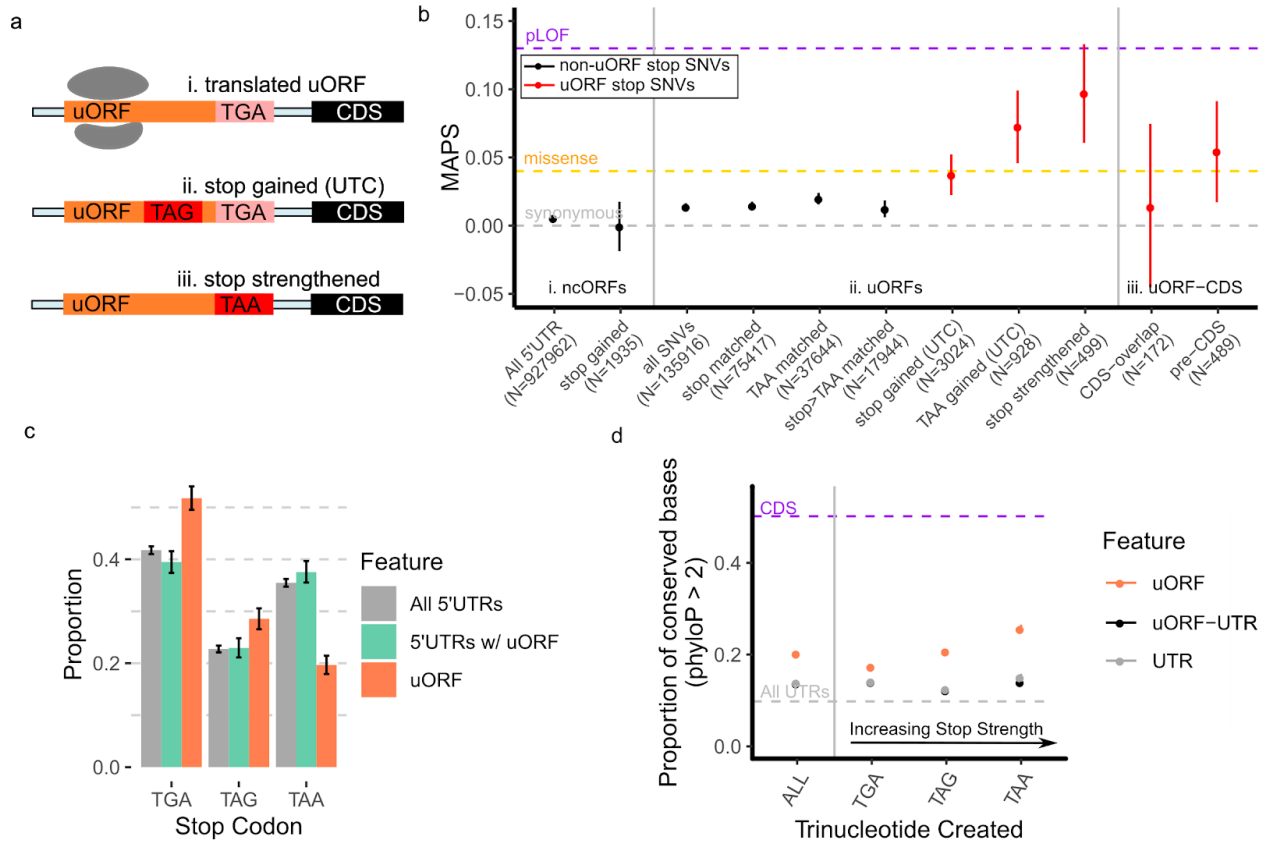 a
i. translated uORF
uORF TGA CDS
ii. stop gained (UTC)
uORF TAG TGA CDS
iii. stop strengthened
uORF TAA CDS
b
MAPS
0.15
0.10
0.05
0.00
−0.05
pLOF
non-uORF stop SNVs
uORF stop SNVs
missense
synonymous
i. ncORFs
ii. uORFs
iii. uORF−CDS
All 5'UTR
(N=927962)
stop gained
(N=1935)
all SNVs
(N=135916)
stop matched
(N=75417)
TAA matched
(N=37644)
stop>TAA matched
(N=17944)
stop gained (UTC)
(N=3024)
TAA gained (UTC)
(N=928)
stop strengthened
(N=499)
CDS−overlap
(N=172)
pre−CDS
(N=489)
c
Proportion
0.4
0.2
0.0
TGA TAG TAA
Stop Codon
Feature
All 5'UTRs
5'UTRs w/ uORF
uORF
d
Proportion of conserved bases
(phyloP > 2)
0.4
0.2
0.0
CDS
All UTRs
Increasing Stop Strength
ALL TGA TAG TAA
Trinucleotide Created
Feature
uORF
uORF−UTR
UTR